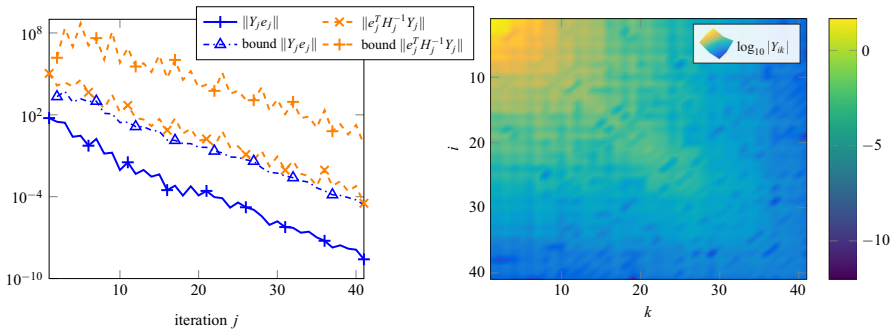 ‖Y_j e_j‖
‖e_j^T H_j^{-1} Y_j‖
bound ‖Y_j e_j‖
bound ‖e_j^T H_j^{-1} Y_j‖
10^8
10^2
10^{−4}
10^{−10}
10 20 30 40
iteration j
log_{10} |Y_{ik}|
10
20
30
40
i
10 20 30 40
k
0
−5
−10